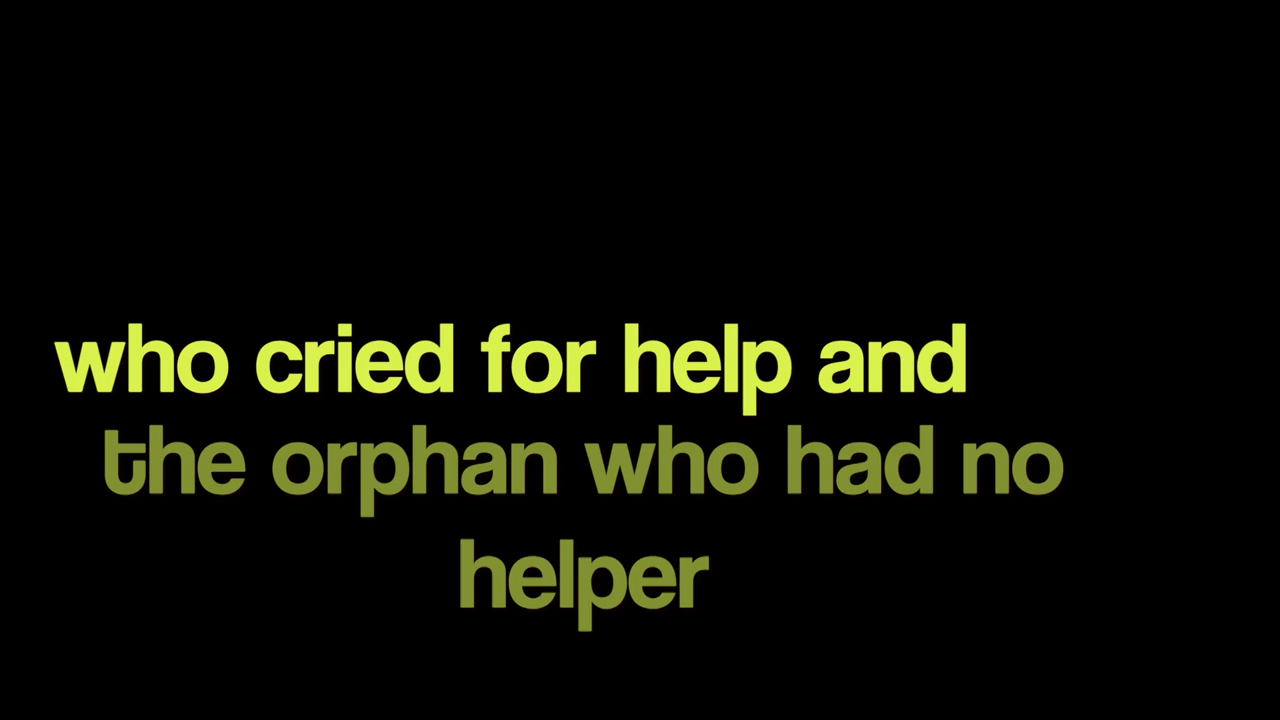 who cried for help and
the orphan who had no
helper